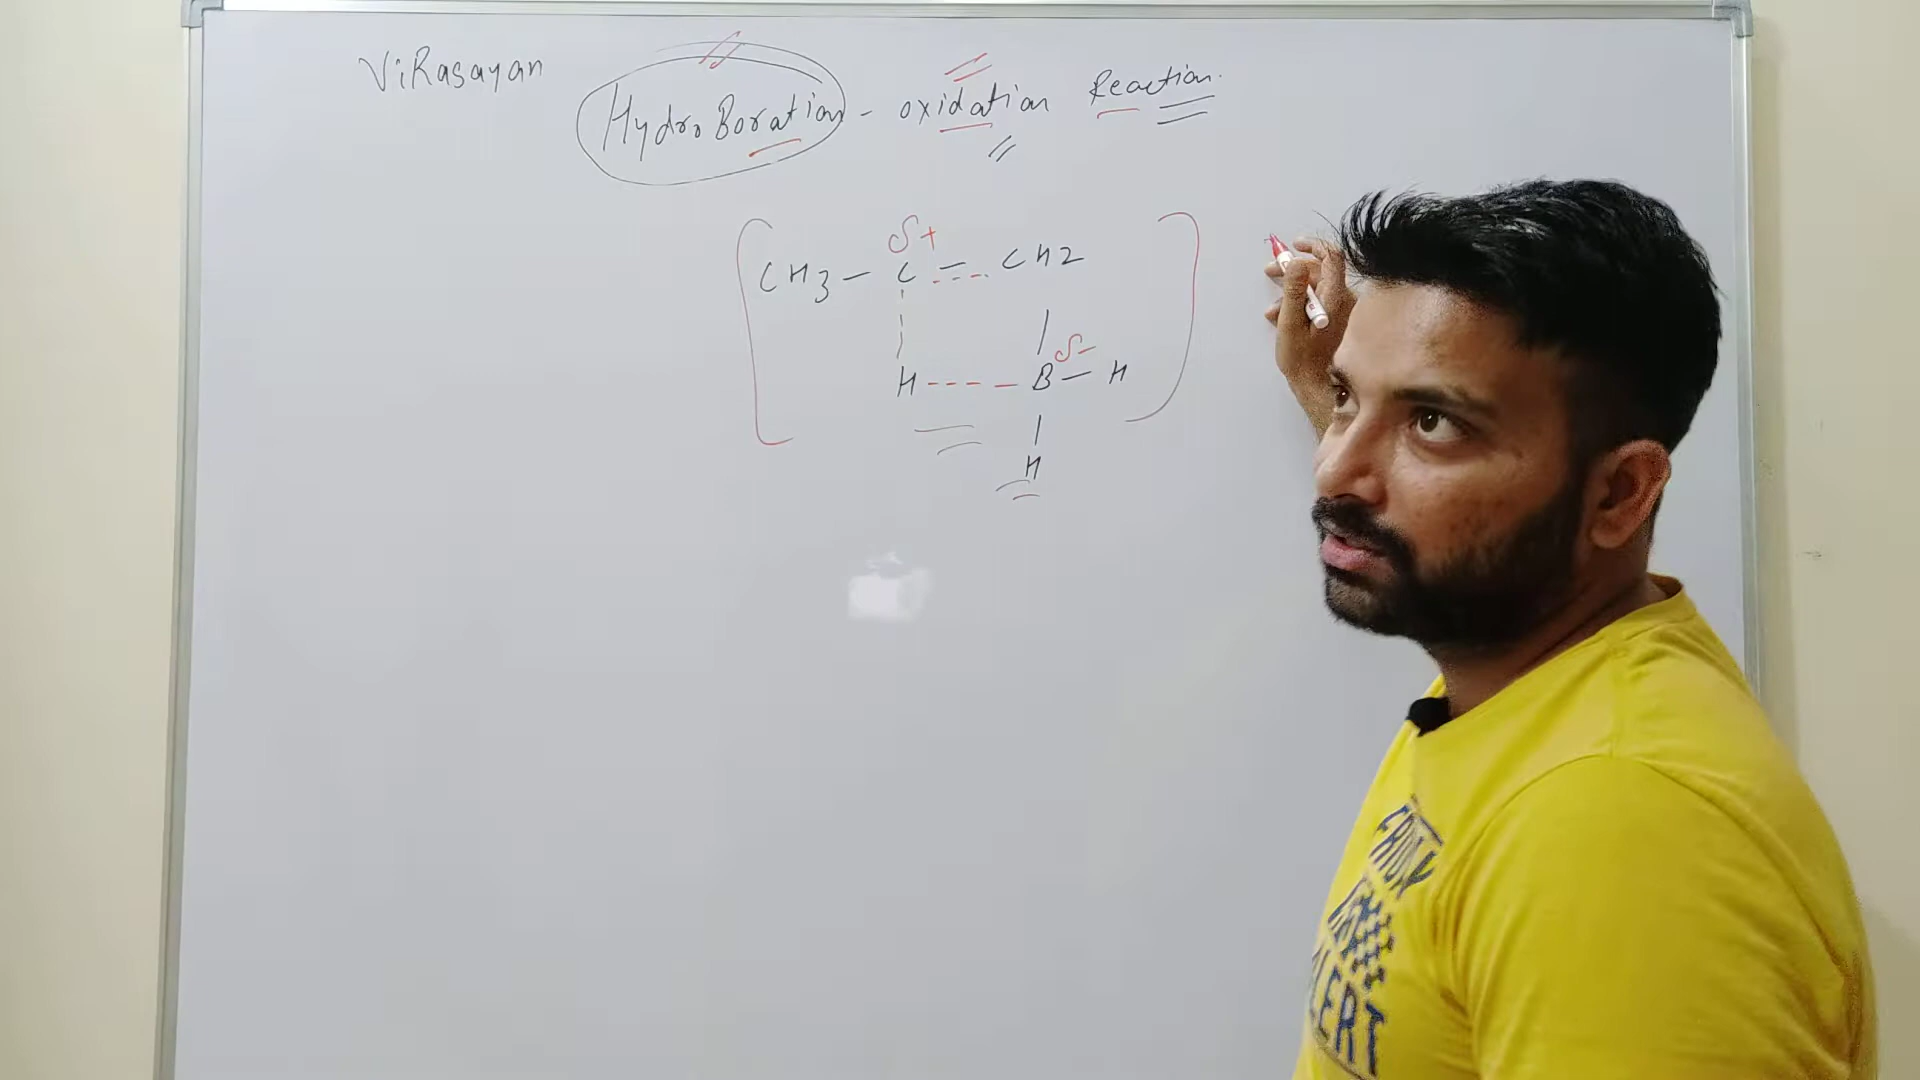 ViRasayan
HydroBoration - oxidation Reaction.
δ+
CH3 - C = CH2
δ-
H ---- B - H
H